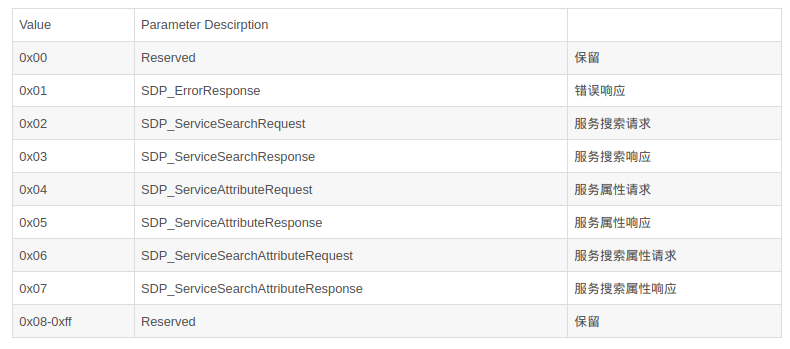 Value Parameter Descirption
0x00 Reserved 保留
0x01 SDP_ErrorResponse 错误响应
0x02 SDP_ServiceSearchRequest 服务搜索请求
0x03 SDP_ServiceSearchResponse 服务搜索响应
0x04 SDP_ServiceAttributeRequest 服务属性请求
0x05 SDP_ServiceAttributeResponse 服务属性响应
0x06 SDP_ServiceSearchAttributeRequest 服务搜索属性请求
0x07 SDP_ServiceSearchAttributeResponse 服务搜索属性响应
0x08-0xff Reserved 保留